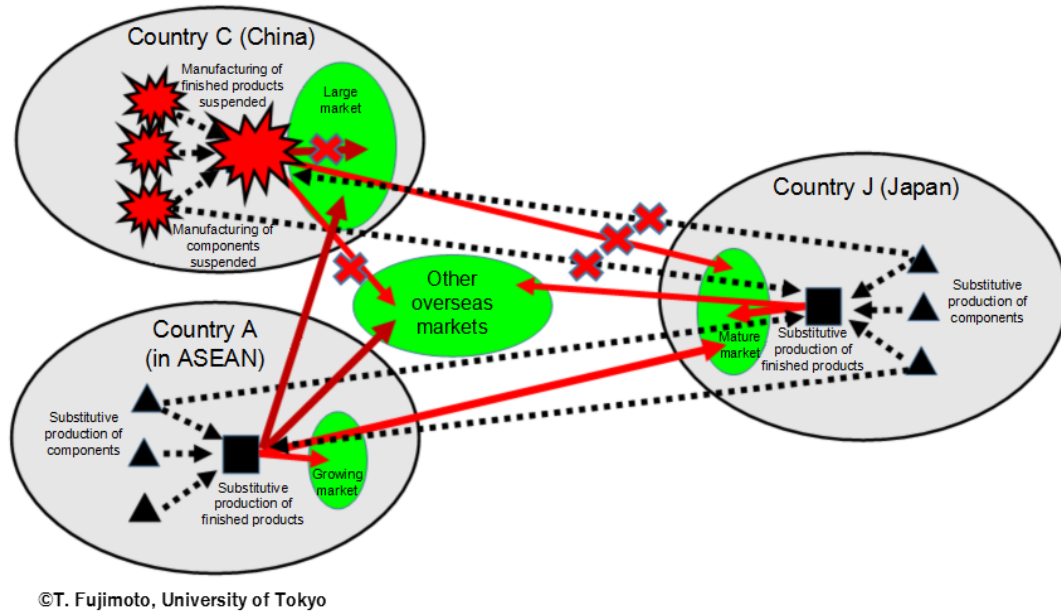 Country C (China)
Manufacturing of
finished products
suspended
Large
market
Manufacturing of
components
suspended
Country J (Japan)
Substitutive
production of
components
Mature
market
Substitutive
production of
finished products
Other
overseas
markets
Country A
(in ASEAN)
Substitutive
production of
components
Growing
market
Substitutive
production of
finished products
©T. Fujimoto, University of Tokyo